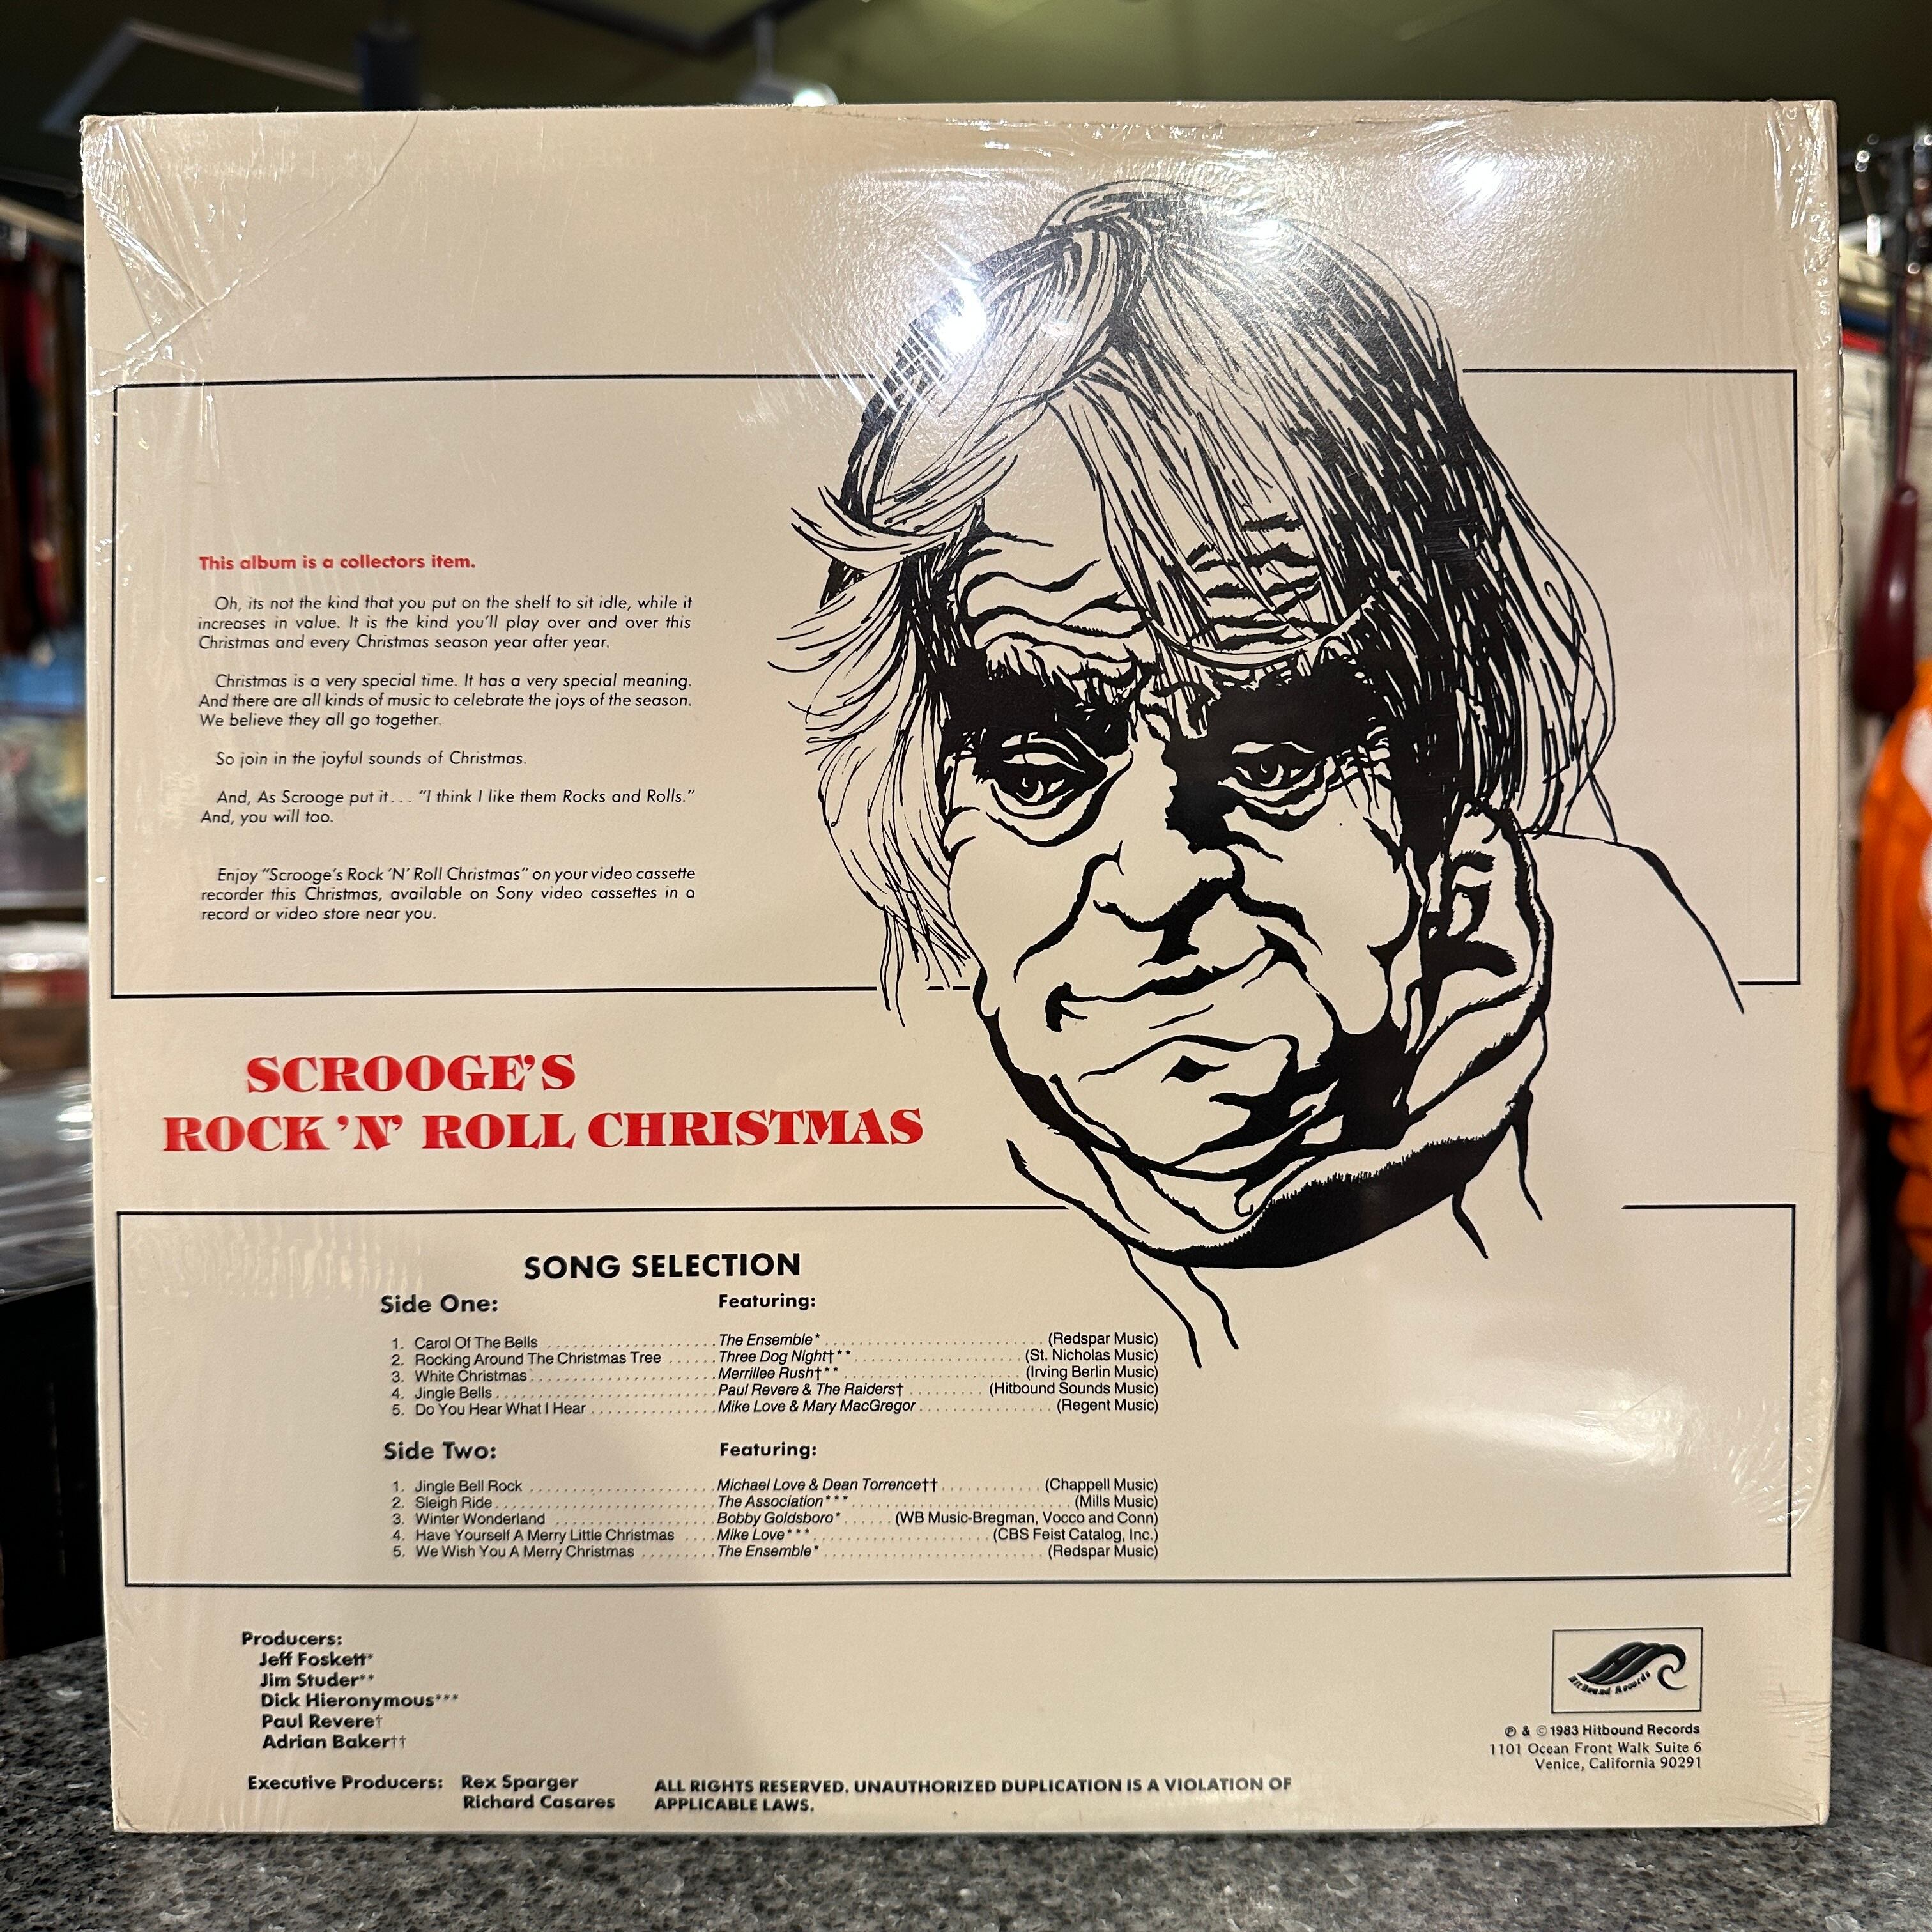 This album is a collectors item.
Oh, its not the kind that you put on the shelf to sit idle, while it
increases in value. It is the kind you'll play over and over this
Christmas and every Christmas season year after year.
Christmas is a very special time. It has a very special meaning.
And there are all kinds of music to celebrate the joys of the season.
We believe they all go together.
So join in the joyful sounds of Christmas.
And, As Scrooge put it... "I think I like them Rocks and Rolls."
And, you will too.
Enjoy "Scrooge's Rock 'N' Roll Christmas" on your video cassette
recorder this Christmas, available on Sony video cassettes in a
record or video store near you.
SCROOGE'S
ROCK 'N' ROLL CHRISTMAS
SONG SELECTION
Side One: Featuring:
1. Carol Of The Bells ........ The Ensemble* ........ (Redspar Music)
2. Rocking Around The Christmas Tree ...... Three Dog Night†** ........ (St. Nicholas Music)
3. White Christmas ........ Merrillee Rush†** ........ (Irving Berlin Music)
4. Jingle Bells ........ Paul Revere & The Raiders† ........ (Hitbound Sounds Music)
5. Do You Hear What I Hear ........ Mike Love & Mary MacGregor ........ (Regent Music)
Side Two: Featuring:
1. Jingle Bell Rock ........ Michael Love & Dean Torrence†† ........ (Chappell Music)
2. Sleigh Ride ........ The Association*** ........ (Mills Music)
3. Winter Wonderland ........ Bobby Goldsboro* ...... (WB Music-Bregman, Vocco and Conn)
4. Have Yourself A Merry Little Christmas .... Mike Love*** ........ (CBS Feist Catalog, Inc.)
5. We Wish You A Merry Christmas ........ The Ensemble* ........ (Redspar Music)
Producers:
Jeff Foskett*
Jim Studer**
Dick Hieronymous***
Paul Revere†
Adrian Baker††
Executive Producers: Rex Sparger
Richard Casares
ALL RIGHTS RESERVED. UNAUTHORIZED DUPLICATION IS A VIOLATION OF
APPLICABLE LAWS.
HitBound Records
℗ & © 1983 Hitbound Records
1101 Ocean Front Walk Suite 6
Venice, California 90291